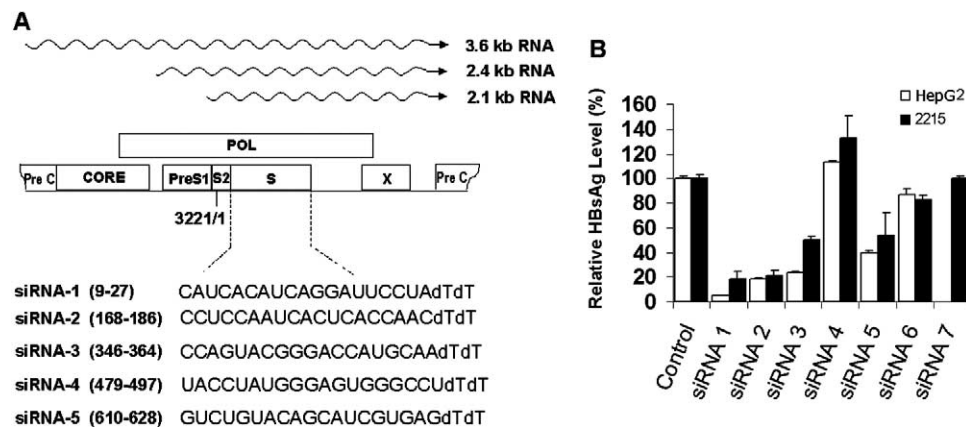 A
3.6 kb RNA
2.4 kb RNA
2.1 kb RNA
POL
Pre C CORE PreS1 S2 S X Pre C
3221/1
siRNA-1 (9-27) CAUCACAUCAGGAUUCCUAdTdT
siRNA-2 (168-186) CCUCCAAUCACUCACCAACdTdT
siRNA-3 (346-364) CCAGUACGGGACCAUGCAAdTdT
siRNA-4 (479-497) UACCUAUGGGAGUGGGCCUdTdT
siRNA-5 (610-628) GUCUGUACAGCAUCGUGAGdTdT
B
HepG2
2215
Relative HBsAg Level (%)
160
140
120
100
80
60
40
20
0
Control
siRNA 1
siRNA 2
siRNA 3
siRNA 4
siRNA 5
siRNA 6
siRNA 7